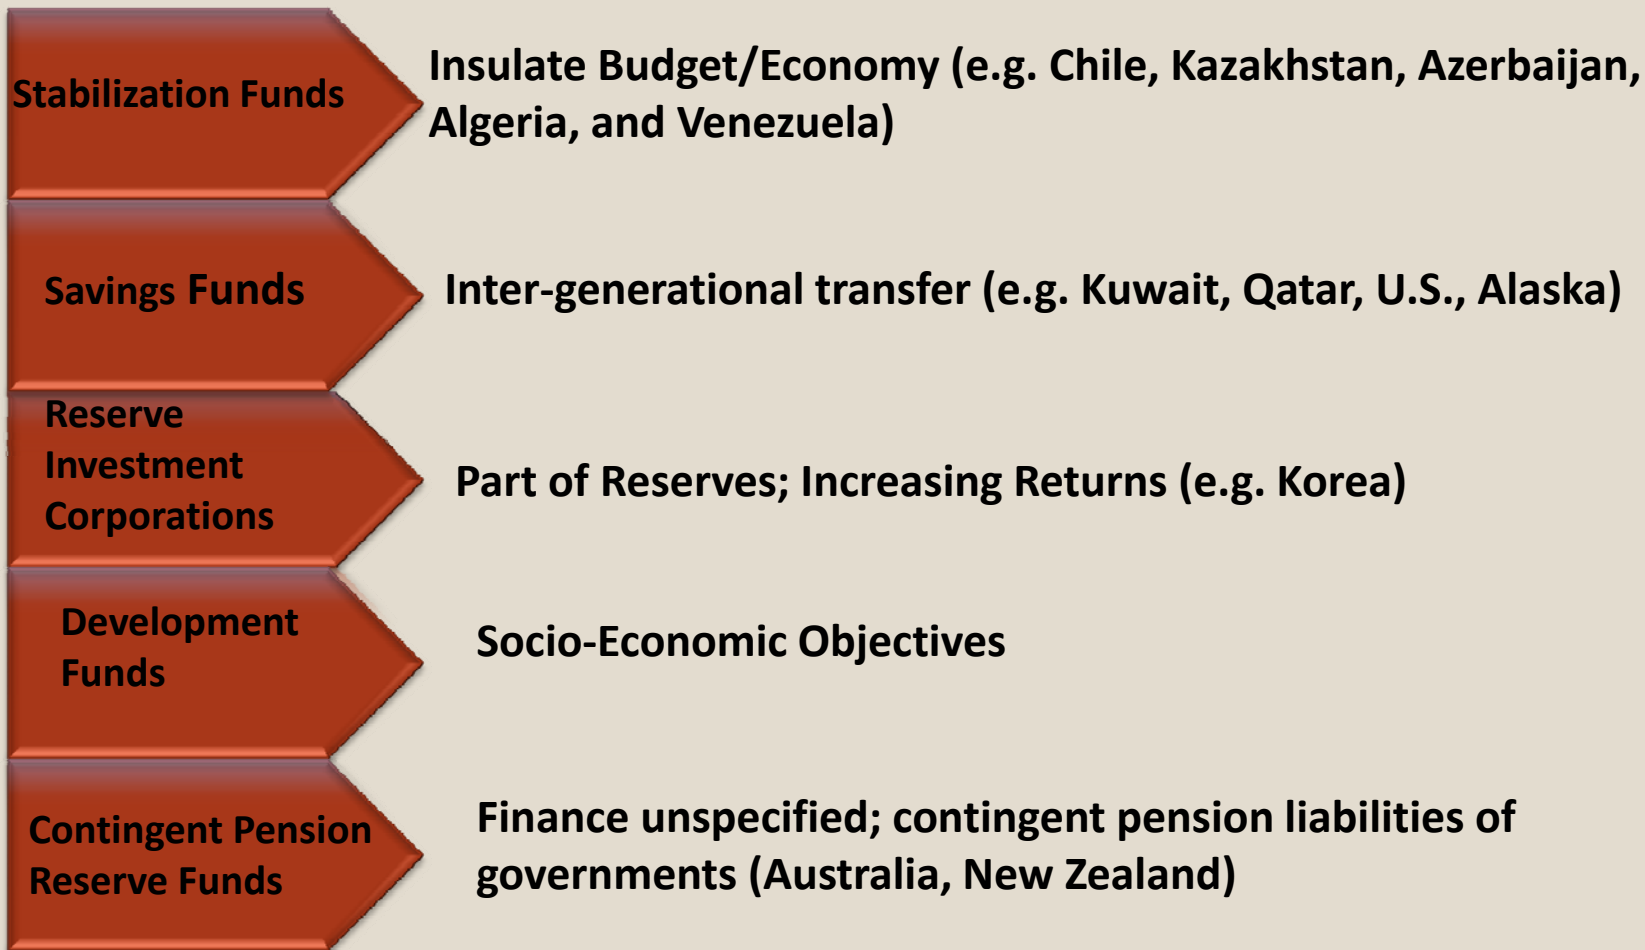 Stabilization Funds
Insulate Budget/Economy (e.g. Chile, Kazakhstan, Azerbaijan,
Algeria, and Venezuela)
Savings Funds
Inter-generational transfer (e.g. Kuwait, Qatar, U.S., Alaska)
Reserve
Investment
Corporations
Part of Reserves; Increasing Returns (e.g. Korea)
Development
Funds
Socio-Economic Objectives
Contingent Pension
Reserve Funds
Finance unspecified; contingent pension liabilities of
governments (Australia, New Zealand)